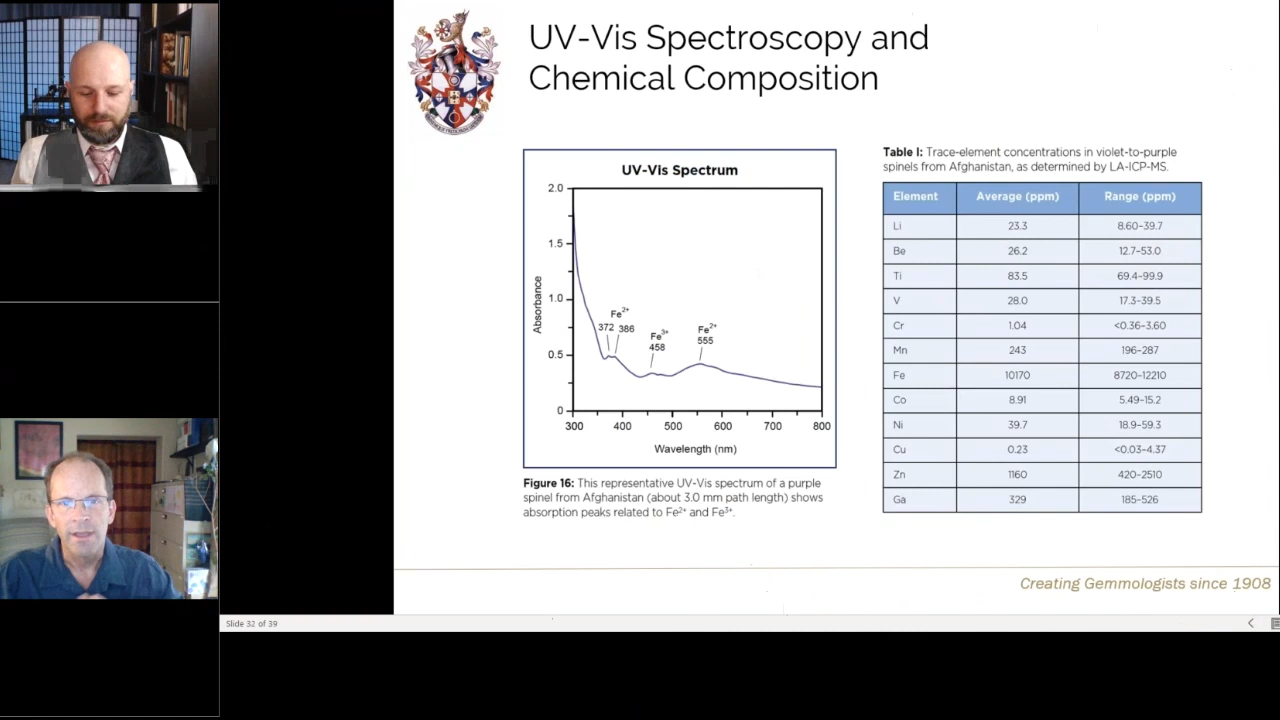 UV-Vis Spectroscopy and
Chemical Composition
UV-Vis Spectrum
2.0
1.5
1.0
0.5
0
Absorbance
Fe²⁺
372 386
Fe³⁺
458
Fe²⁺
555
300 400 500 600 700 800
Wavelength (nm)
Figure 16: This representative UV-Vis spectrum of a purple
spinel from Afghanistan (about 3.0 mm path length) shows
absorption peaks related to Fe²⁺ and Fe³⁺.
Table I: Trace-element concentrations in violet-to-purple
spinels from Afghanistan, as determined by LA-ICP-MS.
Element Average (ppm) Range (ppm)
Li 23.3 8.60–39.7
Be 26.2 12.7–53.0
Ti 83.5 69.4–99.9
V 28.0 17.3–39.5
Cr 1.04 <0.36–3.60
Mn 243 196–287
Fe 10170 8720–12210
Co 8.91 5.49–15.2
Ni 39.7 18.9–59.3
Cu 0.23 <0.03–4.37
Zn 1160 420–2510
Ga 329 185–526
Creating Gemmologists since 1908
Slide 32 of 39